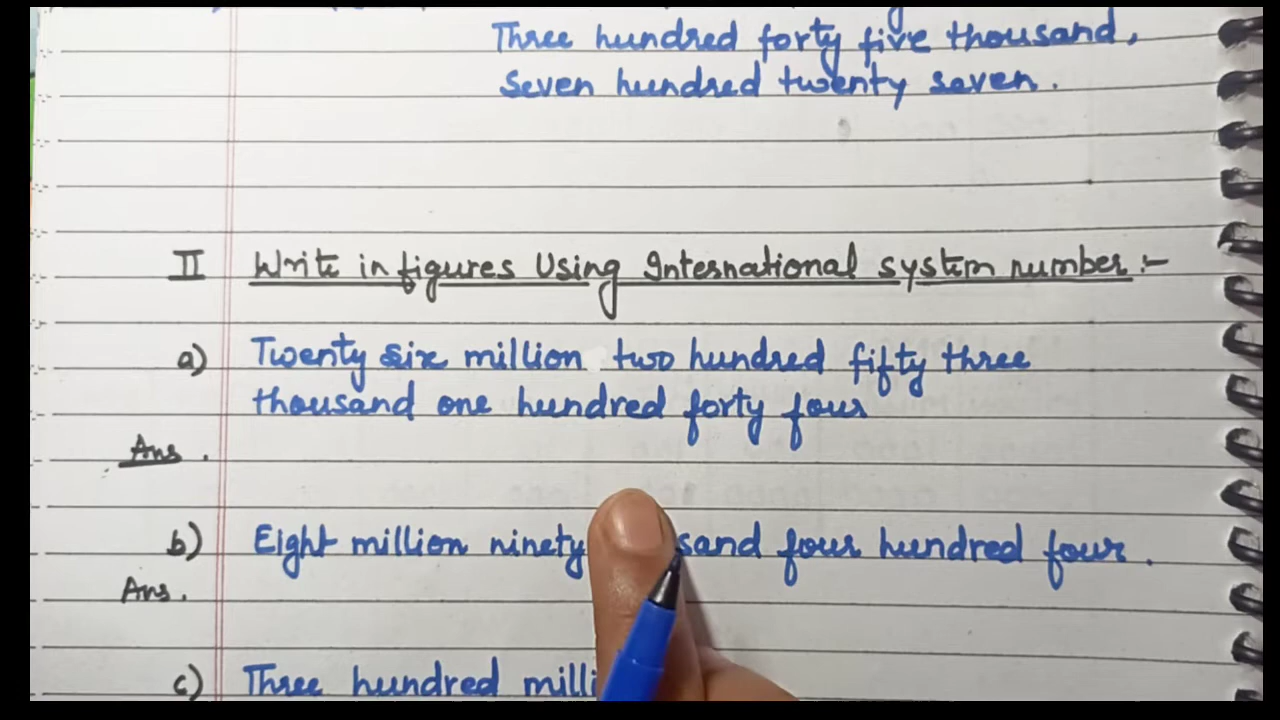 Three hundred forty five thousand,
Seven hundred twenty seven.
II Write in figures Using International system number :-
a) Twenty six million two hundred fifty three
thousand one hundred forty four
Ans.
b) Eight million ninety sand four hundred four.
Ans.
c) Three hundred milli